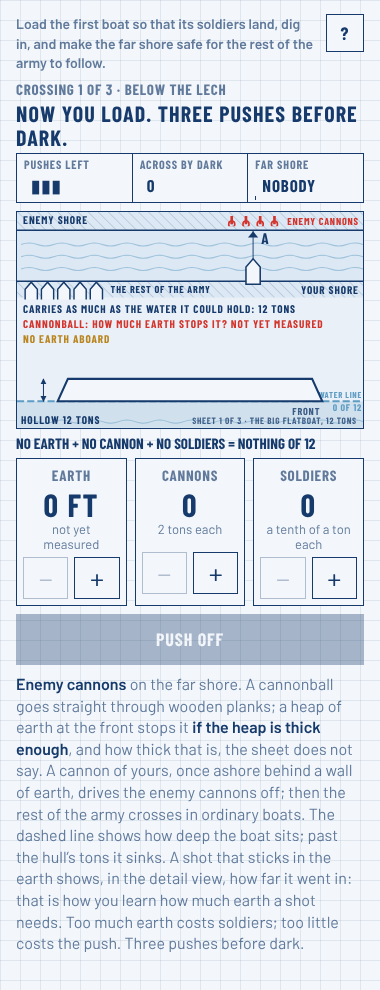 Load the first boat so that its soldiers land, dig
in, and make the far shore safe for the rest of the
army to follow.
?
CROSSING 1 OF 3 · BELOW THE LECH
NOW YOU LOAD. THREE PUSHES BEFORE
DARK.
PUSHES LEFT
ACROSS BY DARK
0
FAR SHORE
NOBODY
ENEMY SHORE
ENEMY CANNONS
A
THE REST OF THE ARMY
YOUR SHORE
CARRIES AS MUCH AS THE WATER IT COULD HOLD: 12 TONS
CANNONBALL: HOW MUCH EARTH STOPS IT? NOT YET MEASURED
NO EARTH ABOARD
WATER LINE
0 OF 12
FRONT
HOLLOW 12 TONS
SHEET 1 OF 3 · THE BIG FLATBOAT, 12 TONS
NO EARTH + NO CANNON + NO SOLDIERS = NOTHING OF 12
EARTH
0 FT
not yet
measured
− +
CANNONS
0
2 tons each
− +
SOLDIERS
0
a tenth of a ton
each
− +
PUSH OFF
Enemy cannons on the far shore. A cannonball
goes straight through wooden planks; a heap of
earth at the front stops it if the heap is thick
enough, and how thick that is, the sheet does not
say. A cannon of yours, once ashore behind a wall
of earth, drives the enemy cannons off; then the
rest of the army crosses in ordinary boats. The
dashed line shows how deep the boat sits; past
the hull's tons it sinks. A shot that sticks in the
earth shows, in the detail view, how far it went in:
that is how you learn how much earth a shot
needs. Too much earth costs soldiers; too little
costs the push. Three pushes before dark.